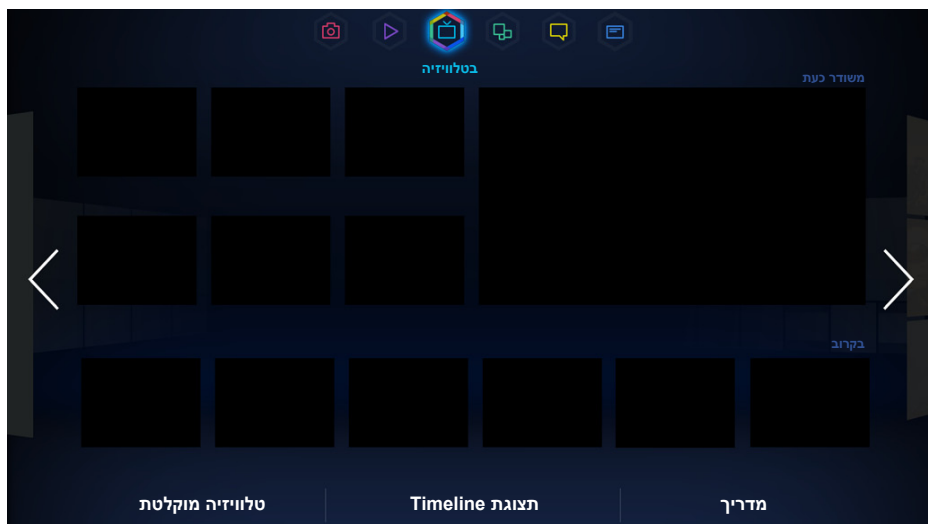 בטלוויזיה
משודר כעת
בקרוב
מדריך
תצוגת Timeline
טלוויזיה מוקלטת